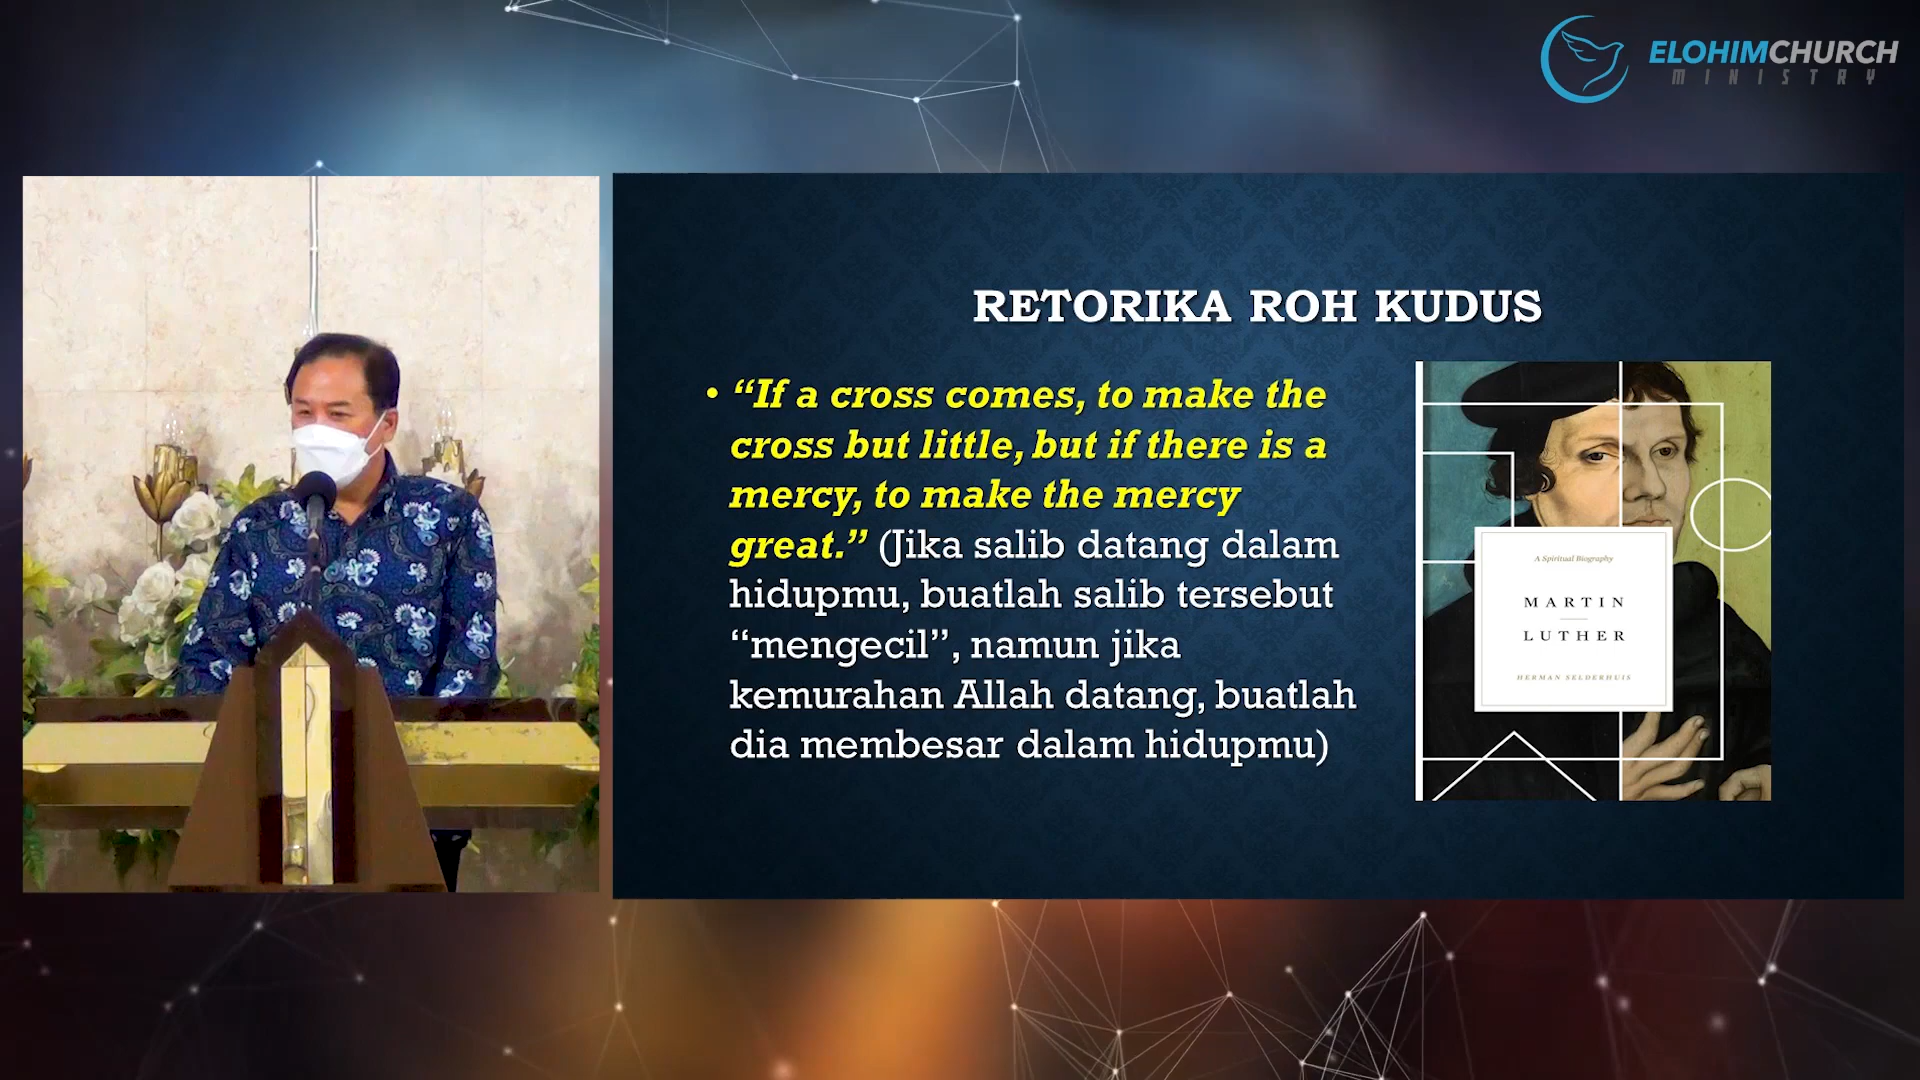 ELOHIMCHURCH
MINISTRY
RETORIKA ROH KUDUS
• “If a cross comes, to make the
cross but little, but if there is a
mercy, to make the mercy
great.” (Jika salib datang dalam
hidupmu, buatlah salib tersebut
“mengecil”, namun jika
kemurahan Allah datang, buatlah
dia membesar dalam hidupmu)
A Spiritual Biography
MARTIN
LUTHER
HERMAN SELDERHUIS